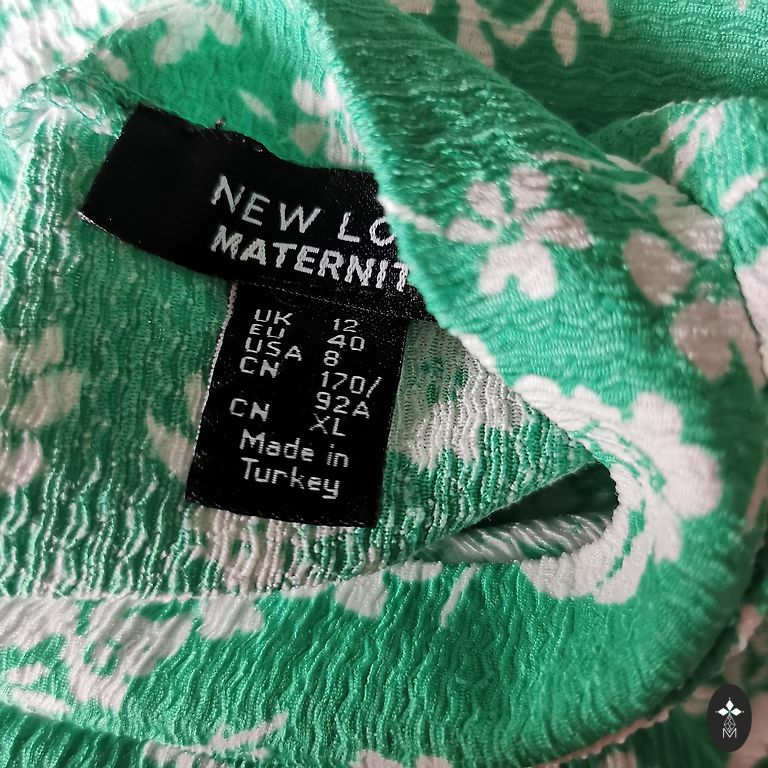 NEW LO
MATERNIT
UK 12
EU 40
USA 8
CN 170/
92A
CN XL
Made in
Turkey
M